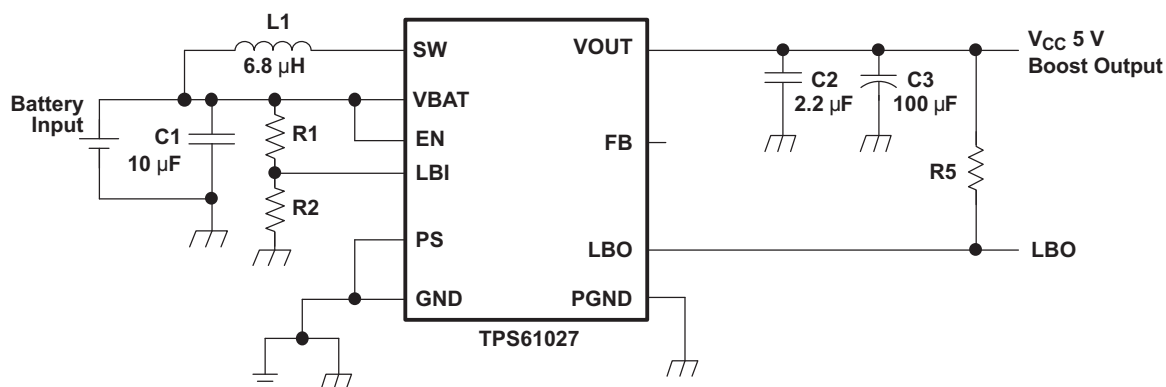 L1
6.8 µH
SW
VOUT
V_CC 5 V
Boost Output
Battery
Input
C1
10 µF
R1
VBAT
EN
LBI
R2
C2
2.2 µF
C3
100 µF
FB
R5
PS
LBO
LBO
GND
PGND
TPS61027